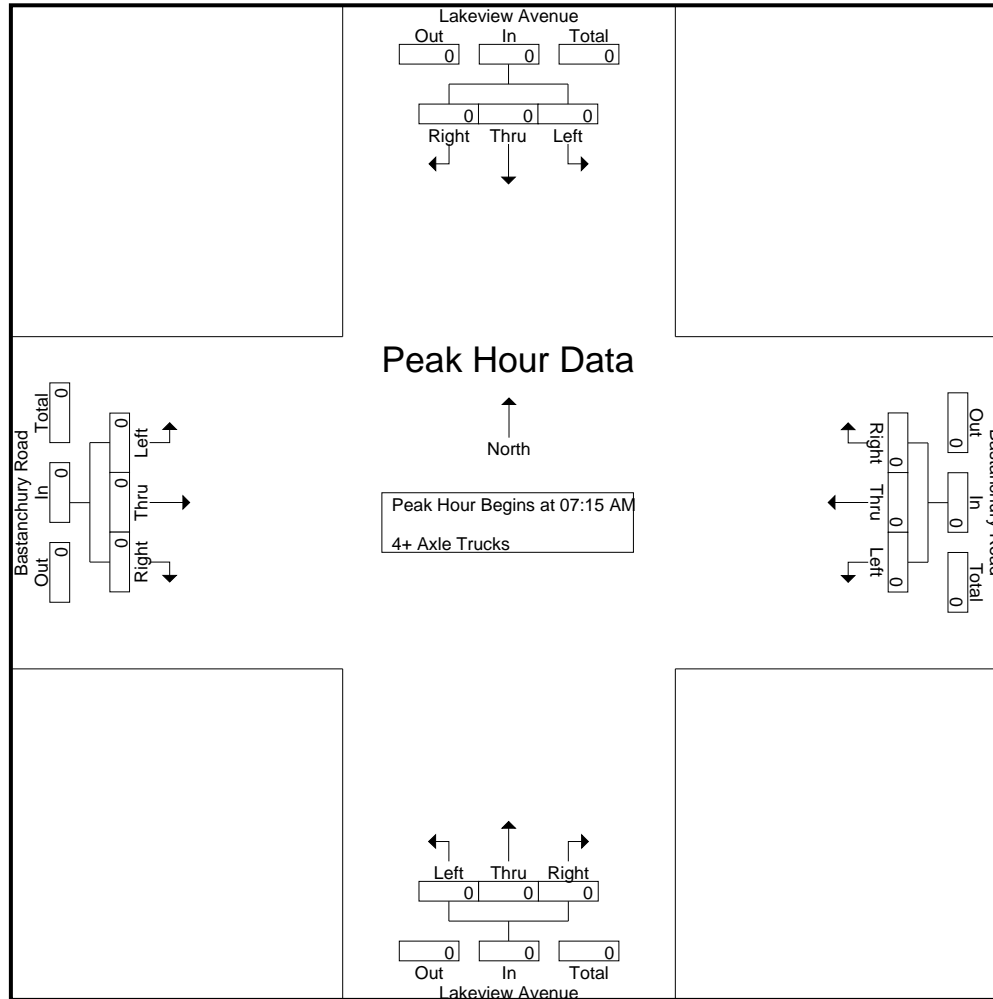 Lakeview Avenue
Out In Total
0 0 0
0 0 0
Right Thru Left
Peak Hour Data
North
Peak Hour Begins at 07:15 AM
4+ Axle Trucks
Bastanchury Road
Out In Total
0 0 0
Right Thru Left
0 0 0
Out In Total
0 0 0
Right Thru Left
0 0 0
Bastanchury Road
Left Thru Right
0 0 0
0 0 0
Out In Total
Lakeview Avenue